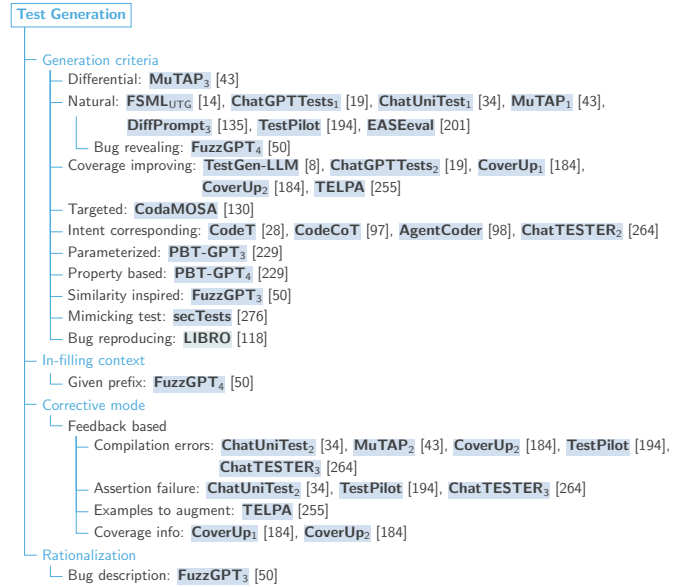 Test Generation
Generation criteria
Differential: MuTAP₃ [43]
Natural: FSML_UTG [14], ChatGPTTests₁ [19], ChatUniTest₁ [34], MuTAP₁ [43],
DiffPrompt₃ [135], TestPilot [194], EASEeval [201]
Bug revealing: FuzzGPT₄ [50]
Coverage improving: TestGen-LLM [8], ChatGPTTests₂ [19], CoverUp₁ [184],
CoverUp₂ [184], TELPA [255]
Targeted: CodaMOSA [130]
Intent corresponding: CodeT [28], CodeCoT [97], AgentCoder [98], ChatTESTER₂ [264]
Parameterized: PBT-GPT₃ [229]
Property based: PBT-GPT₄ [229]
Similarity inspired: FuzzGPT₃ [50]
Mimicking test: secTests [276]
Bug reproducing: LIBRO [118]
In-filling context
Given prefix: FuzzGPT₄ [50]
Corrective mode
Feedback based
Compilation errors: ChatUniTest₂ [34], MuTAP₂ [43], CoverUp₂ [184], TestPilot [194],
ChatTESTER₃ [264]
Assertion failure: ChatUniTest₂ [34], TestPilot [194], ChatTESTER₃ [264]
Examples to augment: TELPA [255]
Coverage info: CoverUp₁ [184], CoverUp₂ [184]
Rationalization
Bug description: FuzzGPT₃ [50]